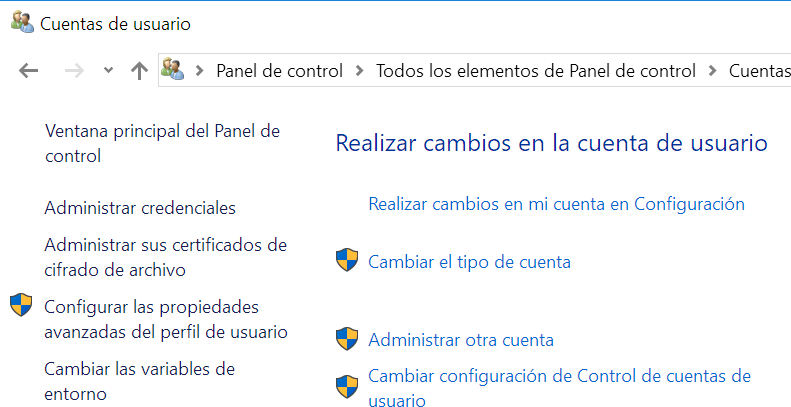 Cuentas de usuario
Panel de control > Todos los elementos de Panel de control > Cuentas
Ventana principal del Panel de
control
Administrar credenciales
Administrar sus certificados de
cifrado de archivo
Configurar las propiedades
avanzadas del perfil de usuario
Cambiar las variables de
entorno
Realizar cambios en la cuenta de usuario
Realizar cambios en mi cuenta en Configuración
Cambiar el tipo de cuenta
Administrar otra cuenta
Cambiar configuración de Control de cuentas de
usuario